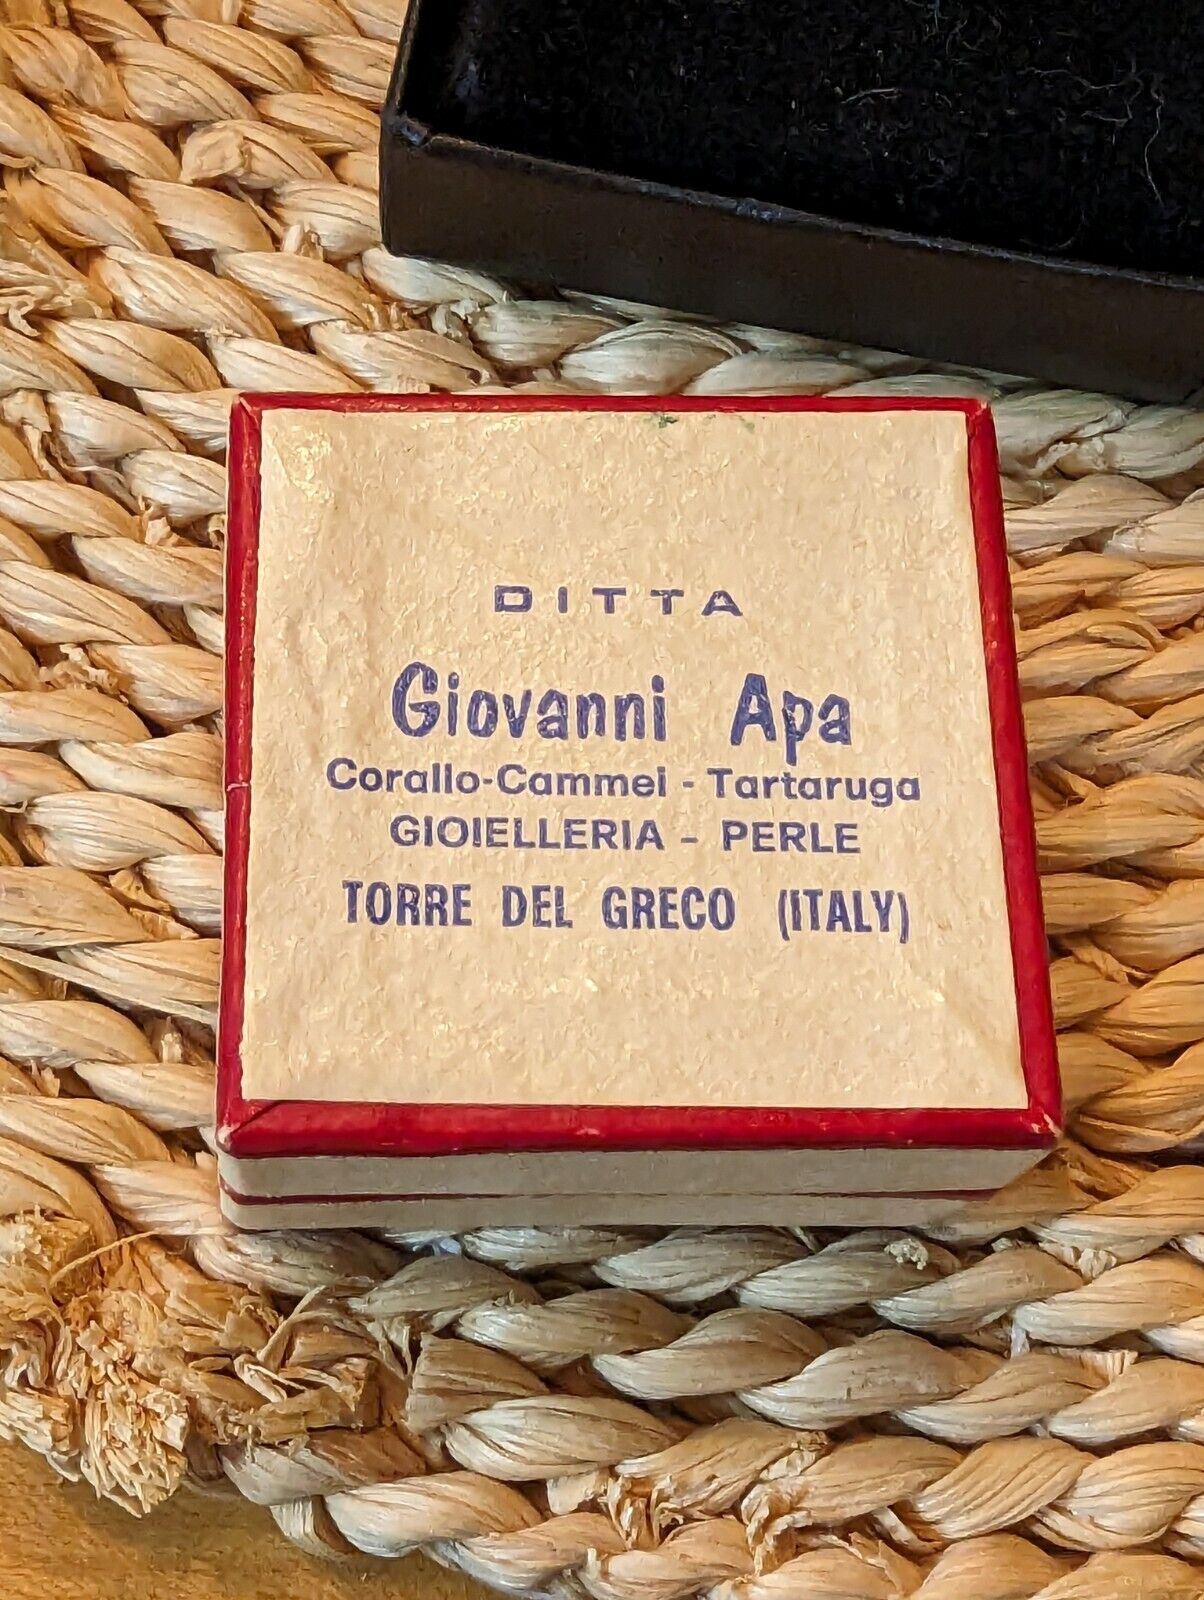 DITTA
Giovanni Apa
Corallo-Cammei - Tartaruga
GIOIELLERIA - PERLE
TORRE DEL GRECO (ITALY)